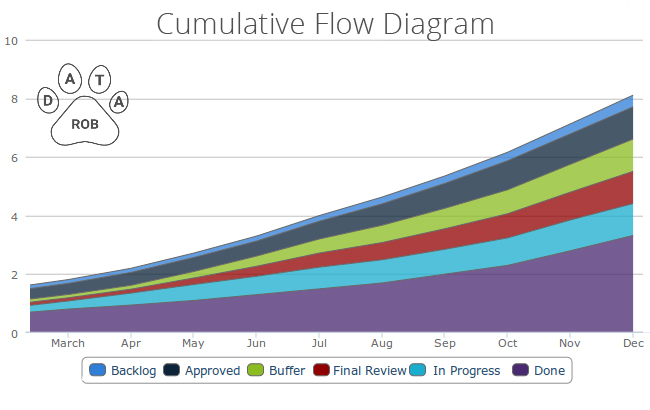 Cumulative Flow Diagram
10
8
6
4
2
0
D A T A
ROB
March Apr May Jun Jul Aug Sep Oct Nov Dec
Backlog Approved Buffer Final Review In Progress Done